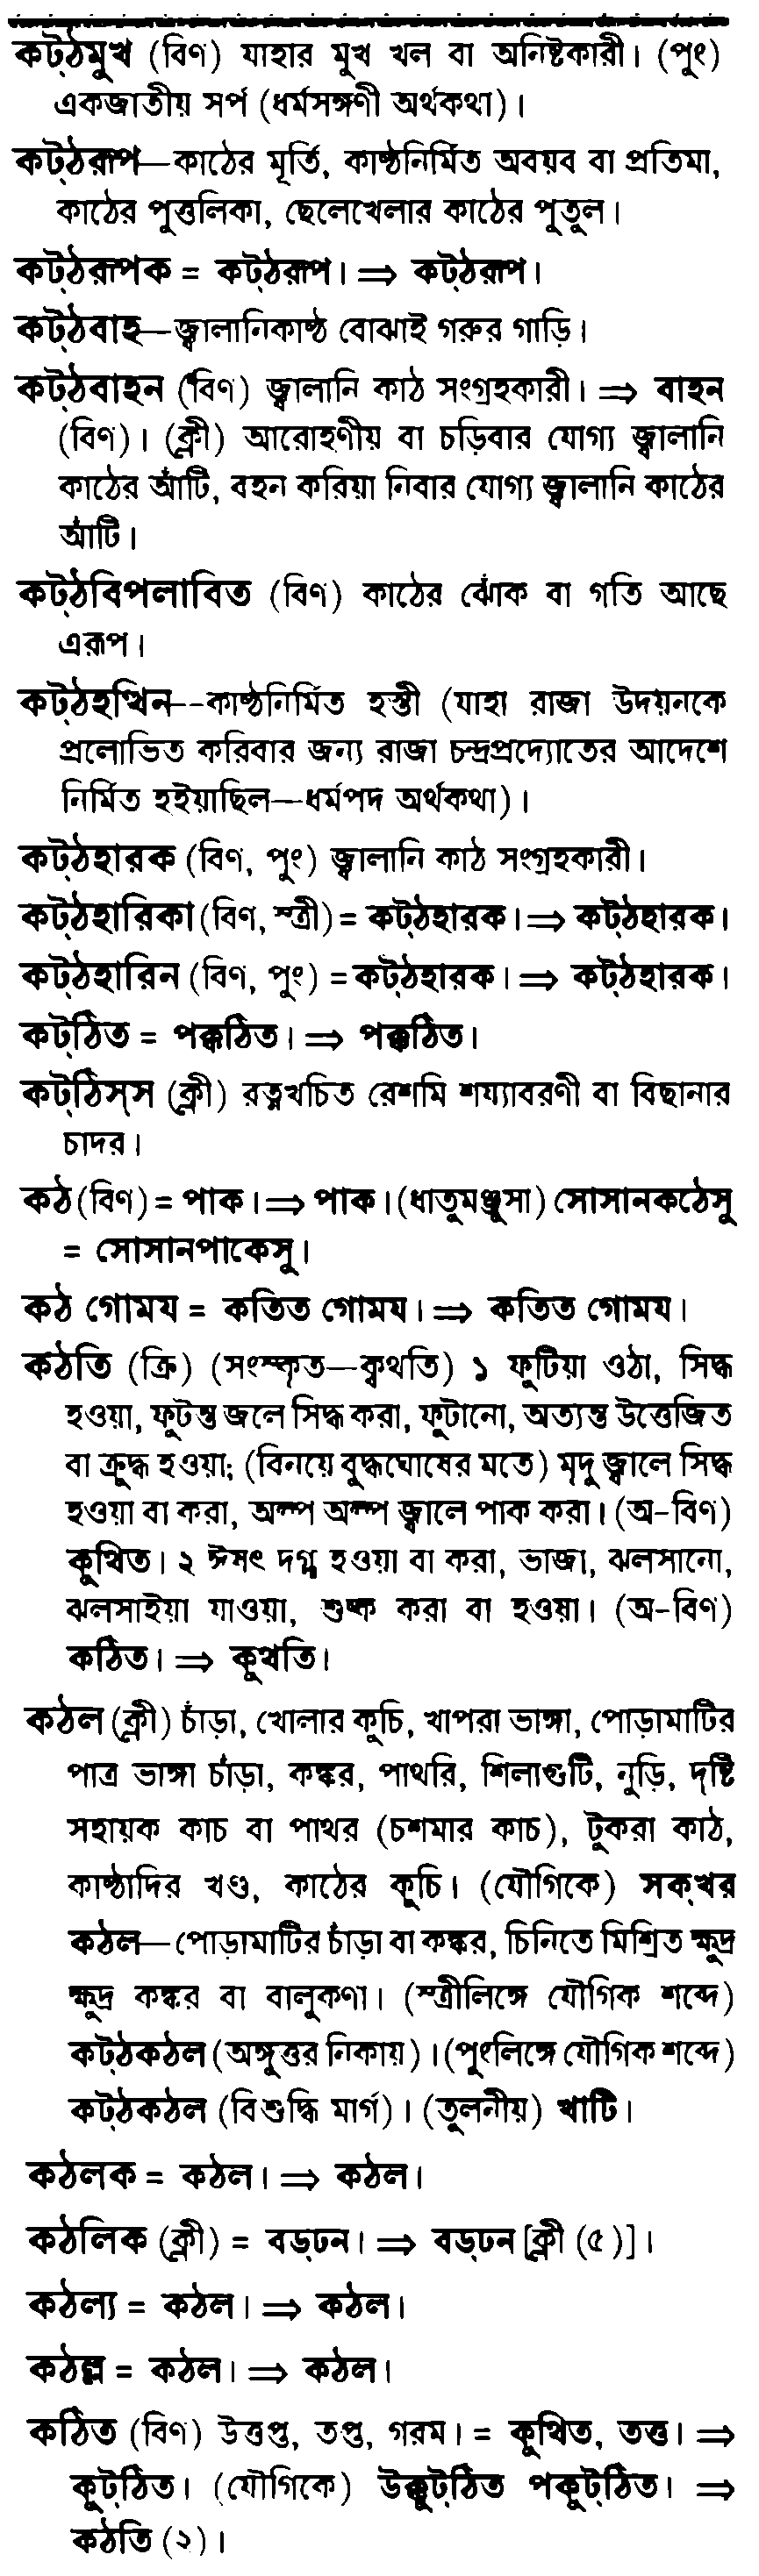 কট্‌ঠমুখ (বিণ) যাহার মুখ খল বা অনিষ্টকারী। (পুং)
একজাতীয় সর্প (ধর্মসঙ্গণী অর্থকথা)।
কট্‌ঠরূপ—কাঠের মূর্তি, কাষ্ঠনির্মিত অবয়ব বা প্রতিমা,
কাঠের পুত্তলিকা, ছেলেখেলার কাঠের পুতুল।
কট্‌ঠরূপক = কট্‌ঠরূপ। ⇒ কট্‌ঠরূপ।
কট্‌ঠবাহ—জ্বালানিকাষ্ঠ বোঝাই গরুর গাড়ি।
কট্‌ঠবাহন (বিণ) জ্বালানি কাঠ সংগ্রহকারী। ⇒ বাহন
(বিণ)। (ক্লী) আরোহণীয় বা চড়িবার যোগ্য জ্বালানি
কাঠের আঁটি, বহন করিয়া নিবার যোগ্য জ্বালানি কাঠের
আঁটি।
কট্‌ঠবিপলাবিত (বিণ) কাঠের ঝোঁক বা গতি আছে
এরূপ।
কট্‌ঠহত্থিন--কাষ্ঠনির্মিত হস্তী (যাহা রাজা উদয়নকে
প্রলোভিত করিবার জন্য রাজা চন্দ্রপ্রদ্যোতের আদেশে
নির্মিত হইয়াছিল—ধর্মপদ অর্থকথা)।
কট্‌ঠহারক (বিণ, পুং) জ্বালানি কাঠ সংগ্রহকারী।
কট্‌ঠহারিকা (বিণ, স্ত্রী) = কট্‌ঠহারক। ⇒ কট্‌ঠহারক।
কট্‌ঠহারিন (বিণ, পুং) = কট্‌ঠহারক। ⇒ কট্‌ঠহারক।
কট্‌ঠিত = পক্কঠিত। ⇒ পক্কঠিত।
কট্‌ঠিস্‌স (ক্লী) রত্নখচিত রেশমি শয্যাবরণী বা বিছানার
চাদর।
কঠ (বিণ) = পাক। ⇒ পাক। (ধাতুমঞ্জুসা) সোসানকঠেসু
= সোসানপাকেসু।
কঠ গোময = কতিত গোময। ⇒ কতিত গোময।
কঠতি (ক্রি) (সংস্কৃত—ক্বথতি) ১ ফুটিয়া ওঠা, সিদ্ধ
হওয়া, ফুটন্ত জলে সিদ্ধ করা, ফুটানো, অত্যন্ত উত্তেজিত
বা ক্রুদ্ধ হওয়া; (বিনয়ে বুদ্ধঘোষের মতে) মৃদু জ্বালে সিদ্ধ
হওয়া বা করা, অল্প অল্প জ্বালে পাক করা। (অ-বিণ)
কুথিত। ২ ঈষৎ দগ্ধ হওয়া বা করা, ভাজা, ঝলসানো,
ঝলসাইয়া যাওয়া, শুষ্ক করা বা হওয়া। (অ-বিণ)
কঠিত। ⇒ কুথতি।
কঠল (ক্লী) চাঁড়া, খোলার কুচি, খাপরা ভাঙ্গা, পোড়ামাটির
পাত্র ভাঙ্গা চাঁড়া, কঙ্কর, পাথরি, শিলাগুটি, নুড়ি, দৃষ্টি
সহায়ক কাচ বা পাথর (চশমার কাচ), টুকরা কাঠ,
কাষ্ঠাদির খণ্ড, কাঠের কুচি। (যৌগিকে) সক্‌খর
কঠল—পোড়ামাটির চাঁড়া বা কঙ্কর, চিনিতে মিশ্রিত ক্ষুদ্র
ক্ষুদ্র কঙ্কর বা বালুকণা। (স্ত্রীলিঙ্গে যৌগিক শব্দে)
কট্‌ঠকঠল (অঙ্গুত্তর নিকায়)। (পুংলিঙ্গে যৌগিক শব্দে)
কট্‌ঠকঠল (বিশুদ্ধি মার্গ)। (তুলনীয়) খাটি।
কঠলক = কঠল। ⇒ কঠল।
কঠলিক (ক্লী) = বড্‌ঢন। ⇒ বড্‌ঢন [ক্লী (৫)]।
কঠল্য = কঠল। ⇒ কঠল।
কঠল্ল = কঠল। ⇒ কঠল।
কঠিত (বিণ) উত্তপ্ত, তপ্ত, গরম। = কুথিত, তত্ত। ⇒
কুট্‌ঠিত। (যৌগিকে) উক্কুট্‌ঠিত পকুট্‌ঠিত। ⇒
কঠতি (২)।